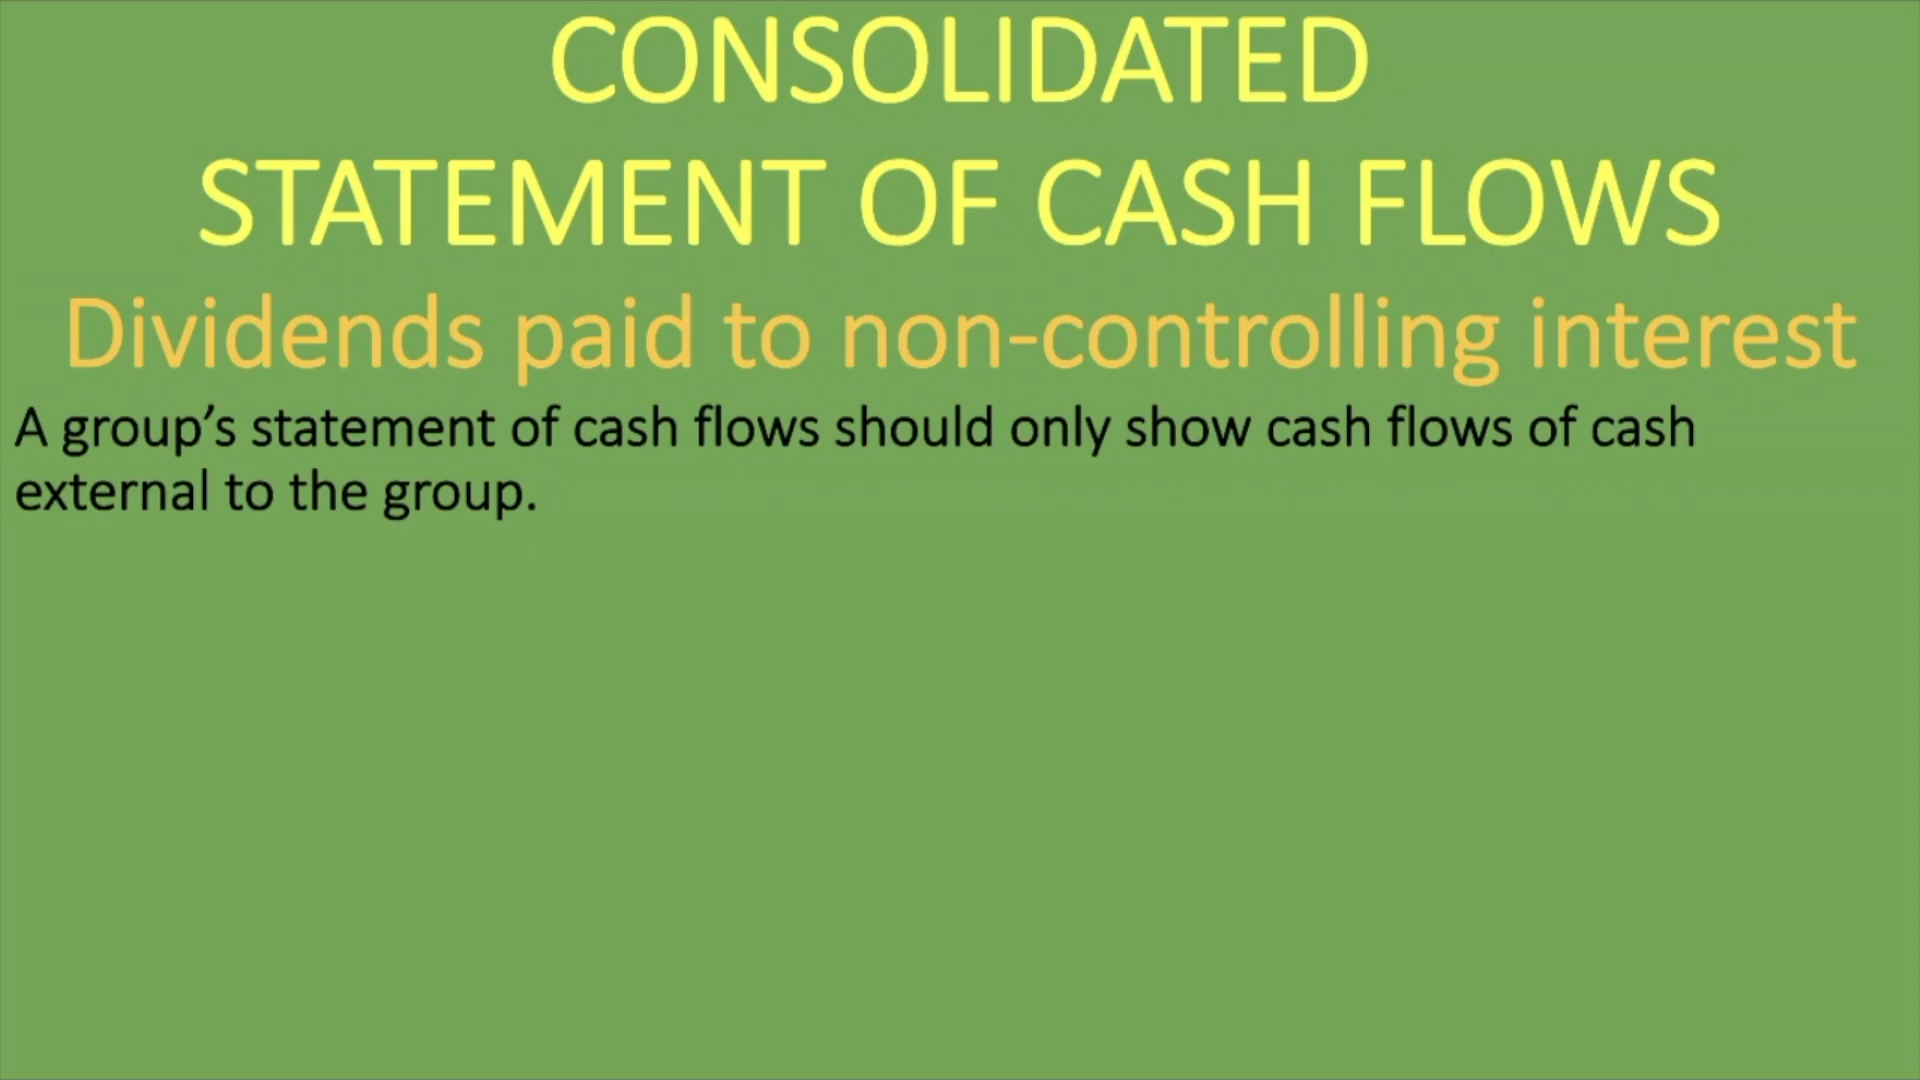 CONSOLIDATED
STATEMENT OF CASH FLOWS
Dividends paid to non-controlling interest
A group’s statement of cash flows should only show cash flows of cash
external to the group.